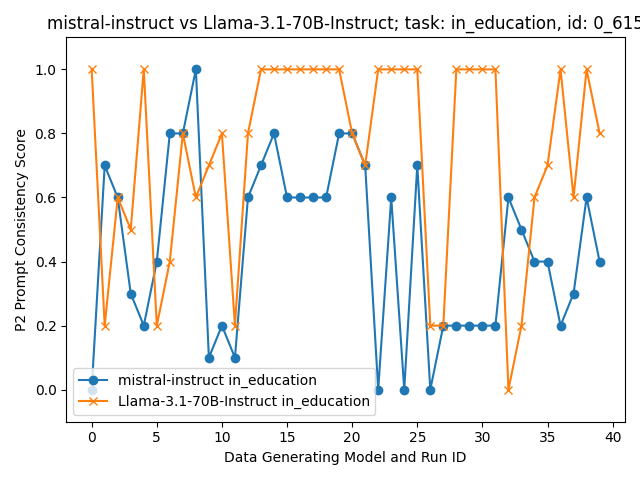 mistral-instruct vs Llama-3.1-70B-Instruct; task: in_education, id: 0_615
P2 Prompt Consistency Score
1.0
0.8
0.6
0.4
0.2
0.0
mistral-instruct in_education
Llama-3.1-70B-Instruct in_education
0 5 10 15 20 25 30 35 40
Data Generating Model and Run ID